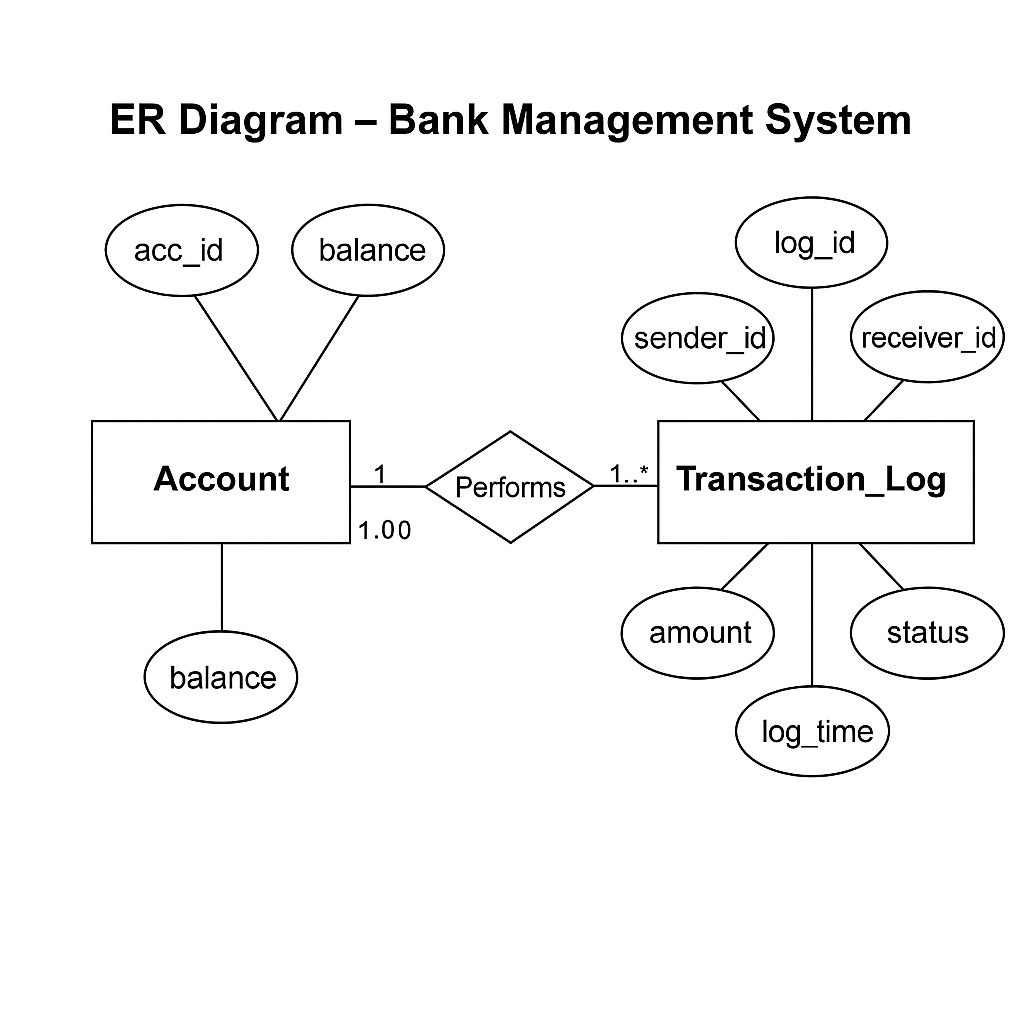 ER Diagram – Bank Management System
acc_id
balance
log_id
sender_id
receiver_id
Account
1
Performs
1..*
Transaction_Log
1.00
balance
amount
status
log_time